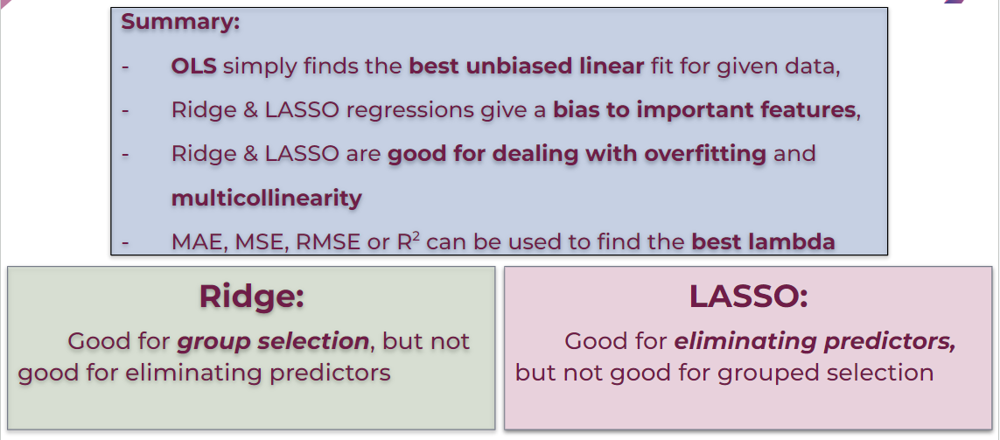 Summary:
- OLS simply finds the best unbiased linear fit for given data,
- Ridge & LASSO regressions give a bias to important features,
- Ridge & LASSO are good for dealing with overfitting and
multicollinearity
- MAE, MSE, RMSE or R² can be used to find the best lambda
Ridge:
Good for group selection, but not
good for eliminating predictors
LASSO:
Good for eliminating predictors,
but not good for grouped selection